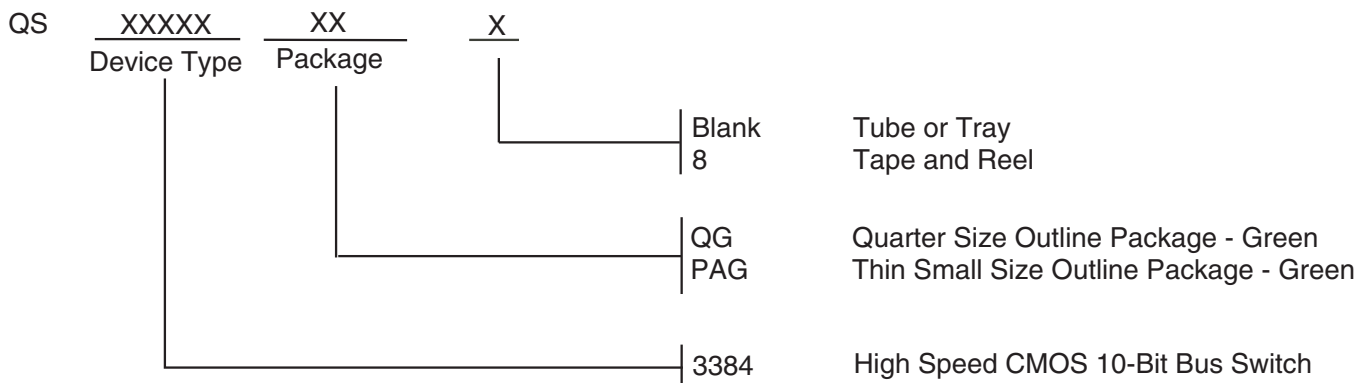 QS XXXXX XX X
Device Type Package
Blank Tube or Tray
8 Tape and Reel
QG Quarter Size Outline Package - Green
PAG Thin Small Size Outline Package - Green
3384 High Speed CMOS 10-Bit Bus Switch